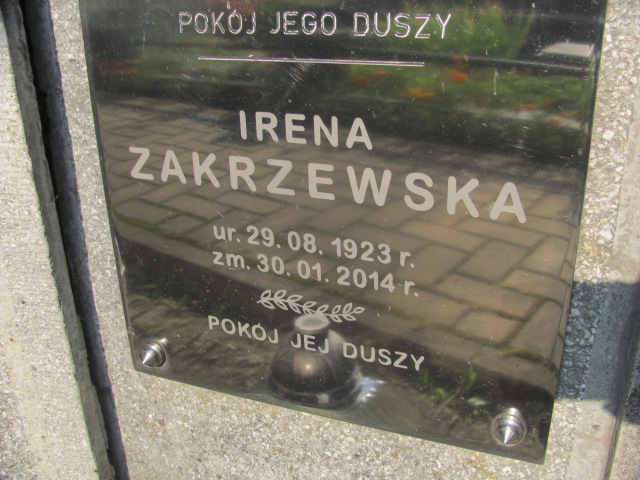 POKÓJ JEGO DUSZY
IRENA
ZAKRZEWSKA
ur. 29. 08. 1923 r.
zm. 30. 01. 2014 r.
POKÓJ JEJ DUSZY